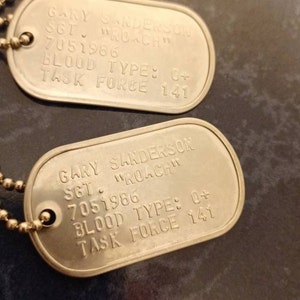 GARY SANDERSON
SGT. "ROACH"
7051986
BLOOD TYPE: O+
TASK FORCE 141
GARY SANDERSON
SGT. "ROACH"
7051986
BLOOD TYPE: O+
TASK FORCE 141